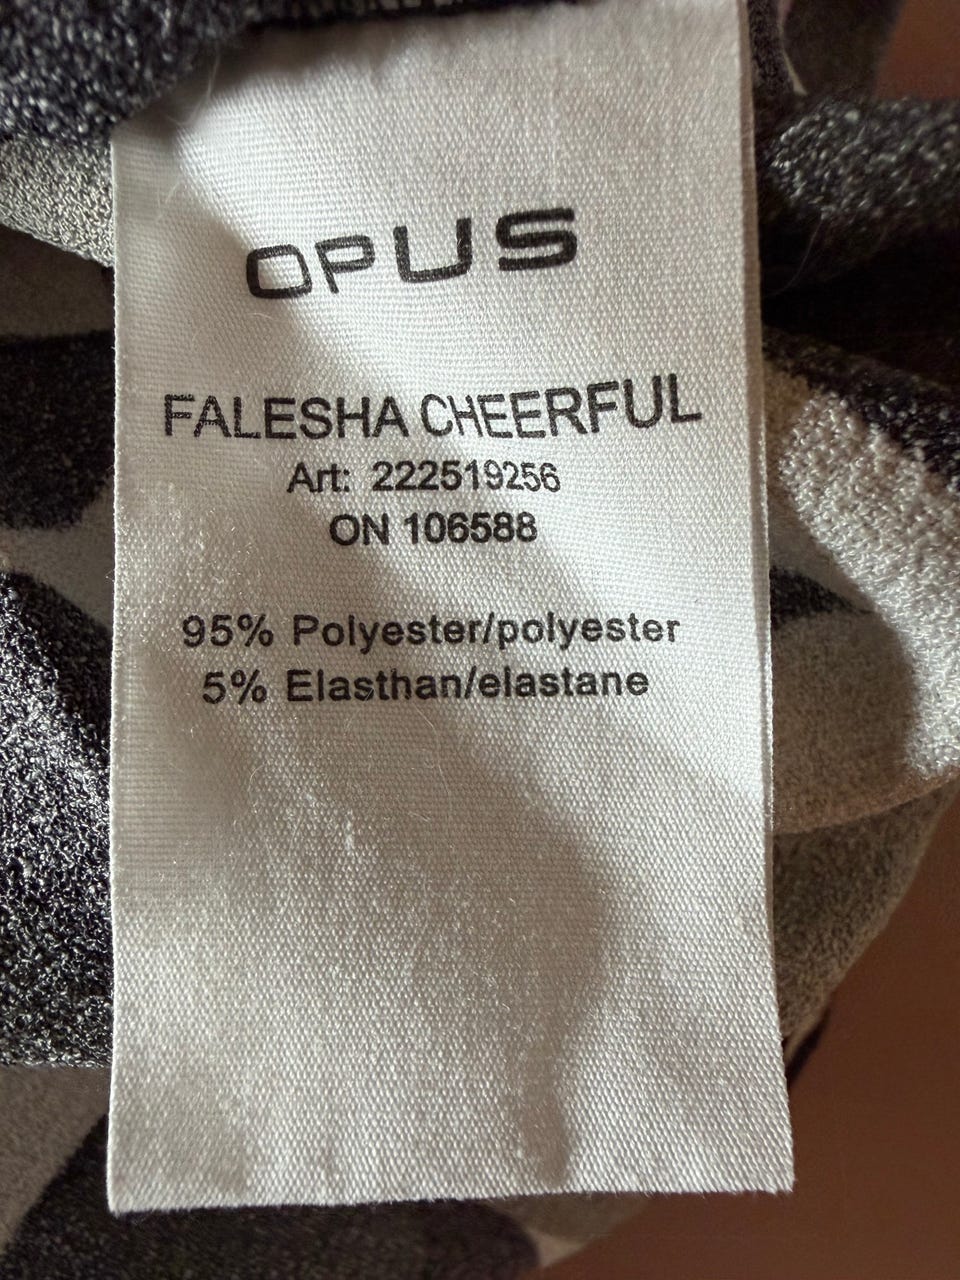 OPUS
FALESHA CHEERFUL
Art: 222519256
ON 106588
95% Polyester/polyester
5% Elasthan/elastane